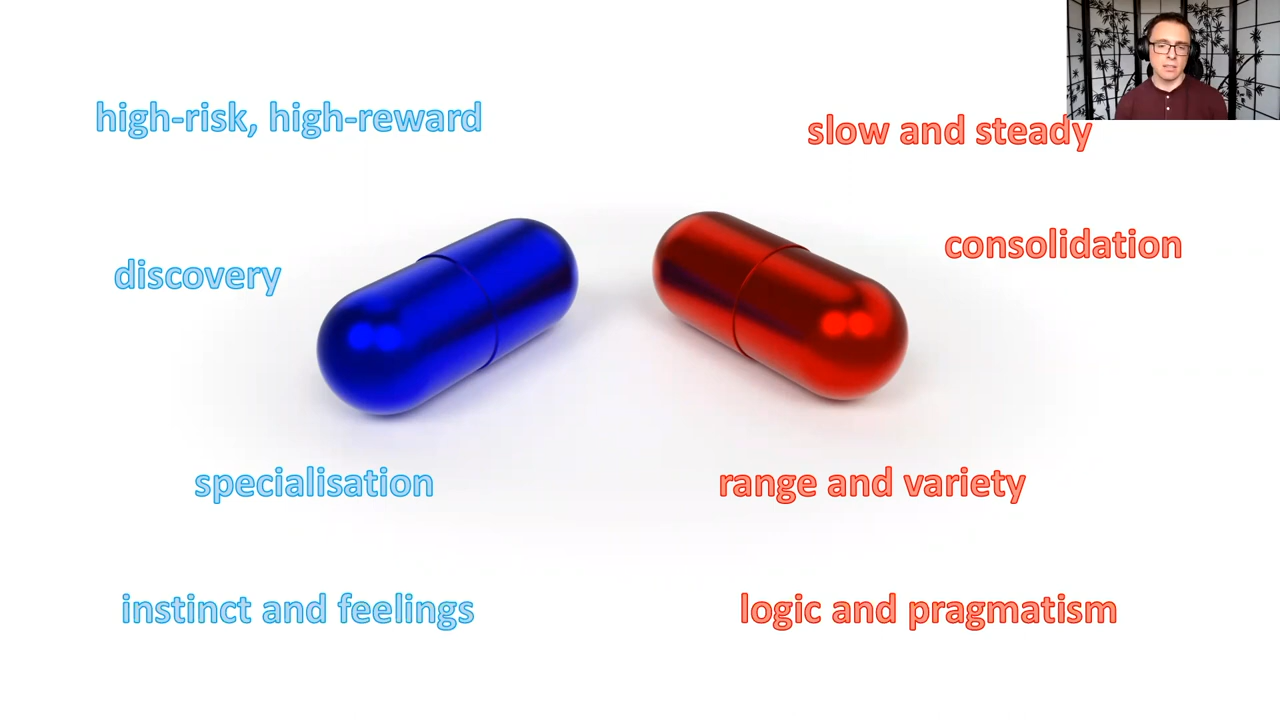 high-risk, high-reward
slow and steady
discovery
consolidation
specialisation
range and variety
instinct and feelings
logic and pragmatism